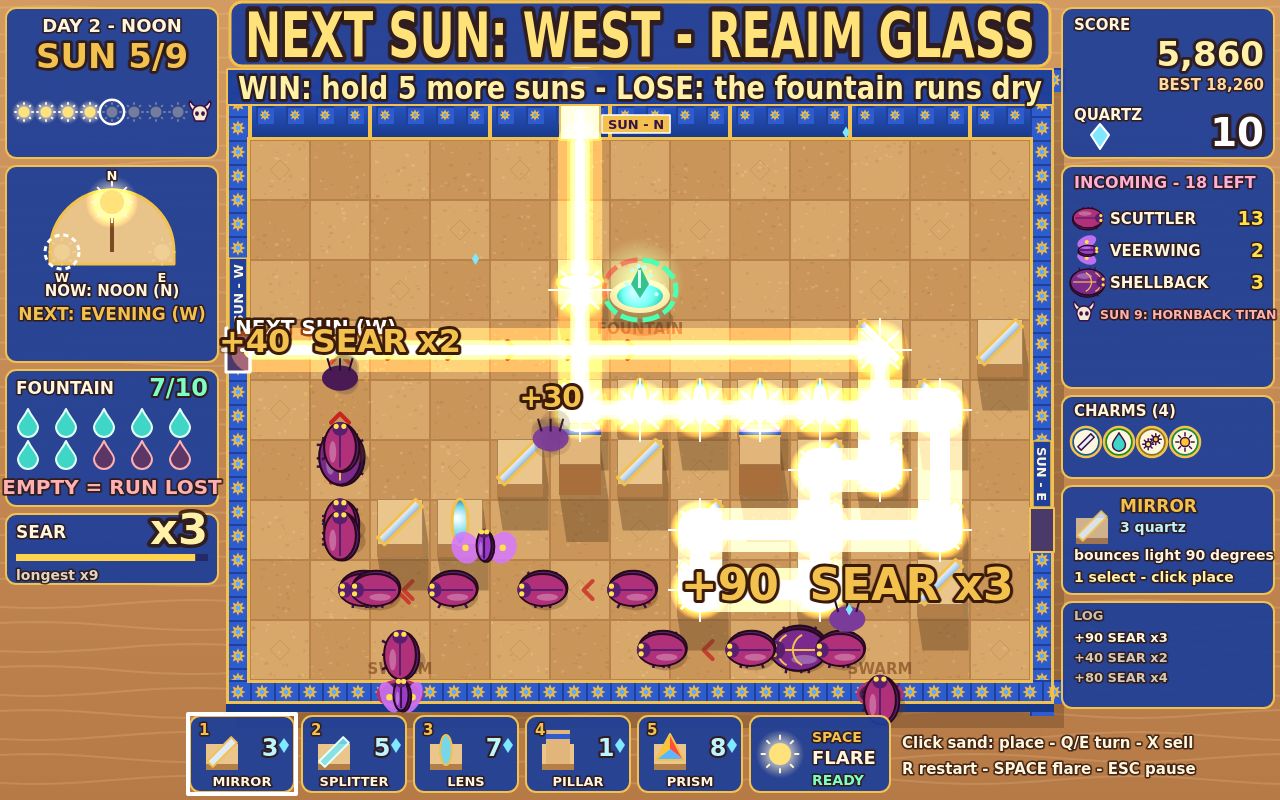 DAY 2 - NOON
SUN 5/9
N
W
E
NOW: NOON (N)
NEXT: EVENING (W)
FOUNTAIN 7/10
EMPTY = RUN LOST
SEAR x3
longest x9
NEXT SUN: WEST - REAIM GLASS
WIN: hold 5 more suns - LOSE: the fountain runs dry
SUN - N
SUN - W
FOUNTAIN
NEXT SUN (W)
+40 SEAR x2
+30
SUN - E
+90 SEAR x3
SWARM
SWARM
SCORE
5,860
BEST 18,260
QUARTZ
10
INCOMING - 18 LEFT
SCUTTLER 13
VEERWING 2
SHELLBACK 3
SUN 9: HORNBACK TITAN
CHARMS (4)
MIRROR
3 quartz
bounces light 90 degrees
1 select - click place
LOG
+90 SEAR x3
+40 SEAR x2
+80 SEAR x4
1 3 MIRROR
2 5 SPLITTER
3 7 LENS
4 1 PILLAR
5 8 PRISM
SPACE
FLARE
READY
Click sand: place - Q/E turn - X sell
R restart - SPACE flare - ESC pause